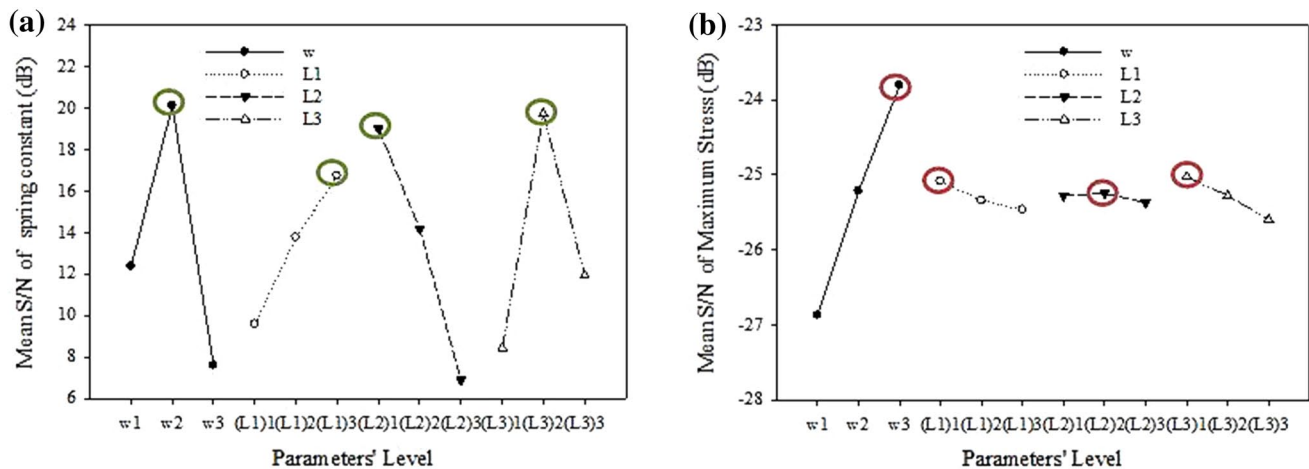 (a)
Mean S/N of spring constant (dB)
24
22
20
18
16
14
12
10
8
6
w
L1
L2
L3
w1 w2 w3 (L1)1(L1)2(L1)3(L2)1(L2)2(L2)3(L3)1(L3)2(L3)3
Parameters' Level
(b)
Mean S/N of Maximum Stress (dB)
-23
-24
-25
-26
-27
-28
w
L1
L2
L3
w1 w2 w3 (L1)1(L1)2(L1)3(L2)1(L2)2(L2)3(L3)1(L3)2(L3)3
Parameters' Level